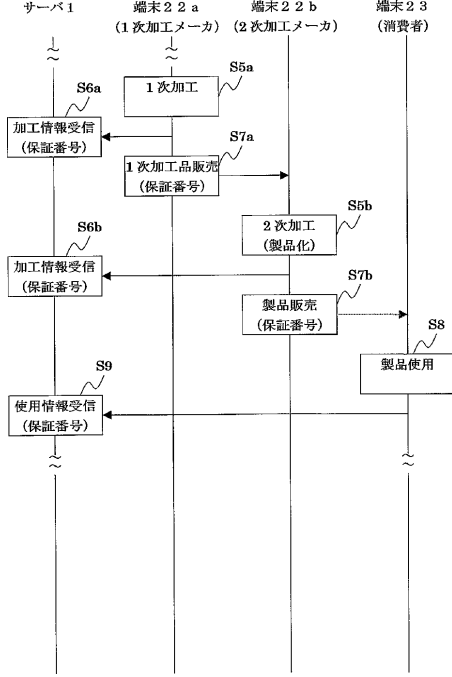 サーバ１
端末２２ａ
(１次加工メーカ)
端末２２ｂ
(２次加工メーカ)
端末２３
(消費者)
S5a
１次加工
S6a
加工情報受信
(保証番号)
S7a
１次加工品販売
(保証番号)
S5b
２次加工
(製品化)
S6b
加工情報受信
(保証番号)
S7b
製品販売
(保証番号)
S8
製品使用
S9
使用情報受信
(保証番号)